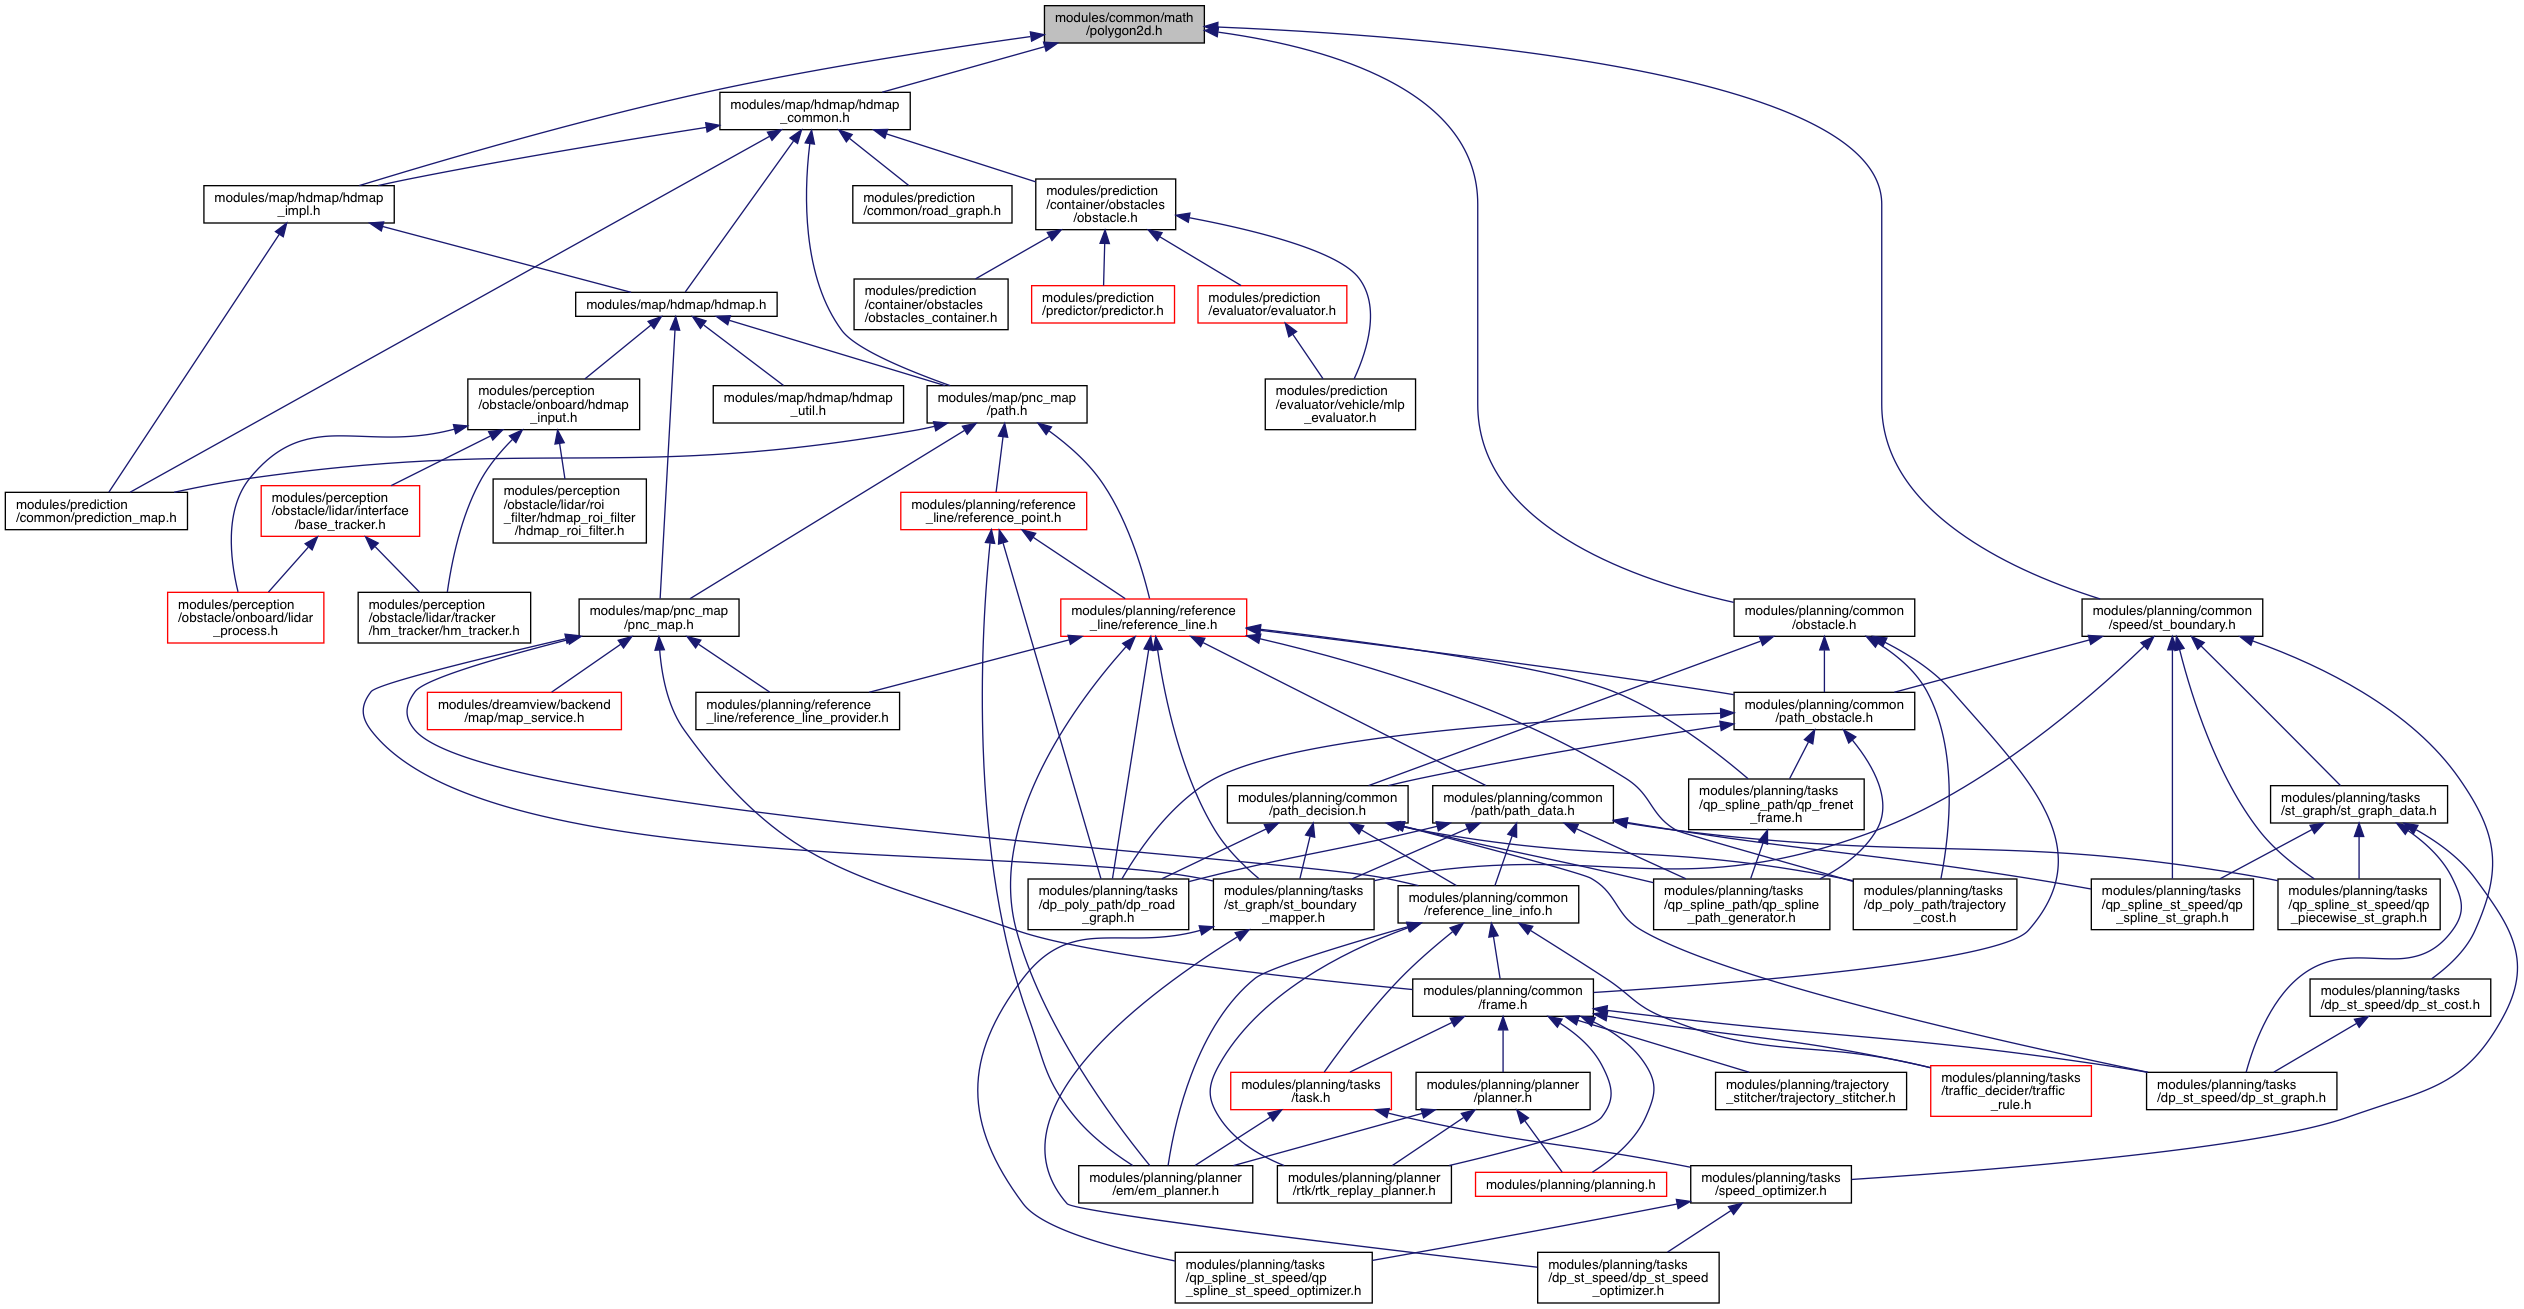 modules/common/math
/polygon2d.h
modules/map/hdmap/hdmap
_common.h
modules/map/hdmap/hdmap
_impl.h
modules/prediction
/common/road_graph.h
modules/prediction
/container/obstacles
/obstacle.h
modules/map/hdmap/hdmap.h
modules/prediction
/container/obstacles
/obstacles_container.h
modules/prediction
/predictor/predictor.h
modules/prediction
/evaluator/evaluator.h
modules/perception
/obstacle/onboard/hdmap
_input.h
modules/map/hdmap/hdmap
_util.h
modules/map/pnc_map
/path.h
modules/prediction
/evaluator/vehicle/mlp
_evaluator.h
modules/prediction
/common/prediction_map.h
modules/perception
/obstacle/lidar/interface
/base_tracker.h
modules/perception
/obstacle/lidar/roi
_filter/hdmap_roi_filter
/hdmap_roi_filter.h
modules/planning/reference
_line/reference_point.h
modules/perception
/obstacle/onboard/lidar
_process.h
modules/perception
/obstacle/lidar/tracker
/hm_tracker/hm_tracker.h
modules/map/pnc_map
/pnc_map.h
modules/planning/reference
_line/reference_line.h
modules/planning/common
/obstacle.h
modules/planning/common
/speed/st_boundary.h
modules/dreamview/backend
/map/map_service.h
modules/planning/reference
_line/reference_line_provider.h
modules/planning/common
/path_obstacle.h
modules/planning/common
/path_decision.h
modules/planning/common
/path/path_data.h
modules/planning/tasks
/qp_spline_path/qp_frenet
_frame.h
modules/planning/tasks
/st_graph/st_graph_data.h
modules/planning/tasks
/dp_poly_path/dp_road
_graph.h
modules/planning/tasks
/st_graph/st_boundary
_mapper.h
modules/planning/common
/reference_line_info.h
modules/planning/tasks
/qp_spline_path/qp_spline
_path_generator.h
modules/planning/tasks
/dp_poly_path/trajectory
_cost.h
modules/planning/tasks
/qp_spline_st_speed/qp
_spline_st_graph.h
modules/planning/tasks
/qp_spline_st_speed/qp
_piecewise_st_graph.h
modules/planning/common
/frame.h
modules/planning/tasks
/dp_st_speed/dp_st_cost.h
modules/planning/tasks
/task.h
modules/planning/planner
/planner.h
modules/planning/trajectory
_stitcher/trajectory_stitcher.h
modules/planning/tasks
/traffic_decider/traffic
_rule.h
modules/planning/tasks
/dp_st_speed/dp_st_graph.h
modules/planning/planner
/em/em_planner.h
modules/planning/planner
/rtk/rtk_replay_planner.h
modules/planning/planning.h
modules/planning/tasks
/speed_optimizer.h
modules/planning/tasks
/qp_spline_st_speed/qp
_spline_st_speed_optimizer.h
modules/planning/tasks
/dp_st_speed/dp_st_speed
_optimizer.h